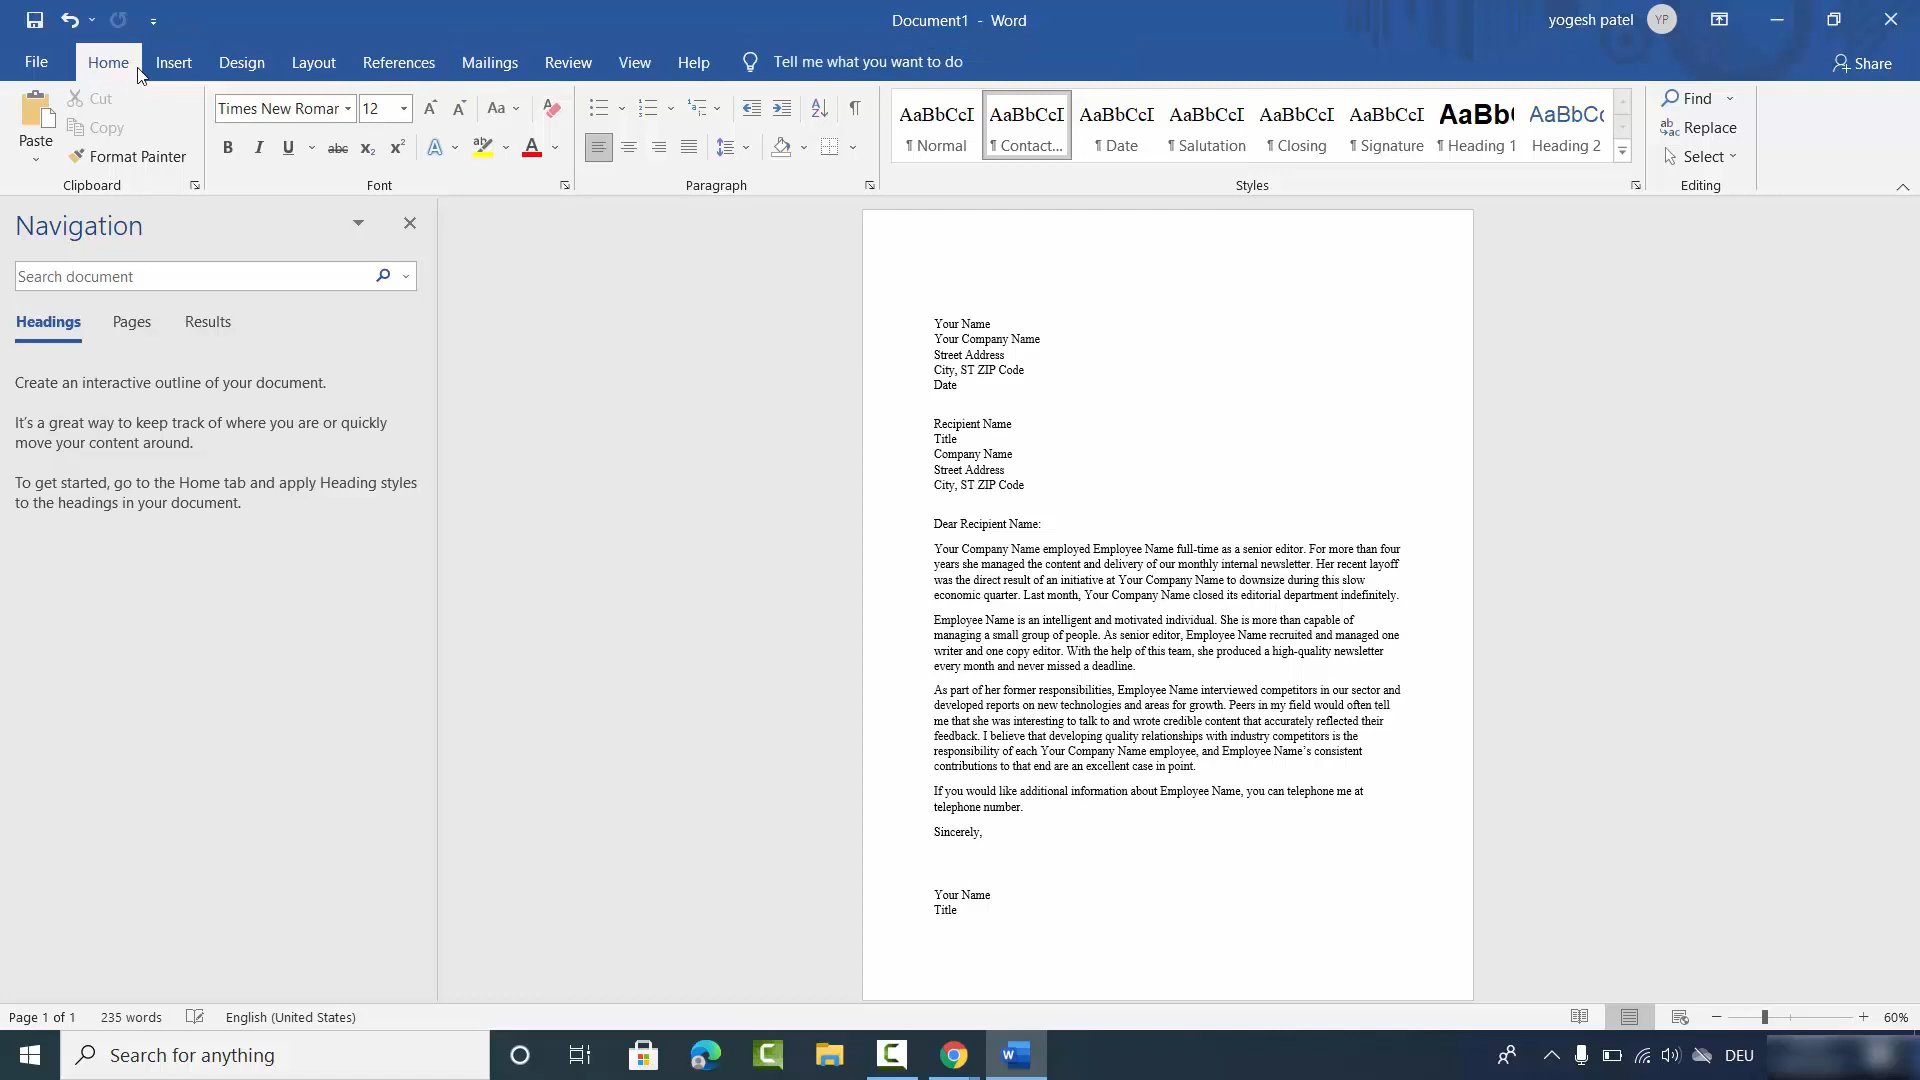 Document1 - Word
yogesh patel
YP
File
Home
Insert
Design
Layout
References
Mailings
Review
View
Help
Tell me what you want to do
Share
Paste
Cut
Copy
Format Painter
Clipboard
Times New Romar
12
Aa
B I U abc x₂ x² A ab A
Font
Paragraph
AaBbCcI
¶ Normal
AaBbCcI
¶ Contact...
AaBbCcI
¶ Date
AaBbCcI
¶ Salutation
AaBbCcI
¶ Closing
AaBbCcI
¶ Signature
AaBb(
¶ Heading 1
AaBbCc
Heading 2
Styles
Find
Replace
Select
Editing
Navigation
Search document
Headings
Pages
Results
Create an interactive outline of your document.
It's a great way to keep track of where you are or quickly
move your content around.
To get started, go to the Home tab and apply Heading styles
to the headings in your document.
Your Name
Your Company Name
Street Address
City, ST ZIP Code
Date
Recipient Name
Title
Company Name
Street Address
City, ST ZIP Code
Dear Recipient Name:
Your Company Name employed Employee Name full-time as a senior editor. For more than four
years she managed the content and delivery of our monthly internal newsletter. Her recent layoff
was the direct result of an initiative at Your Company Name to downsize during this slow
economic quarter. Last month, Your Company Name closed its editorial department indefinitely.
Employee Name is an intelligent and motivated individual. She is more than capable of
managing a small group of people. As senior editor, Employee Name recruited and managed one
writer and one copy editor. With the help of this team, she produced a high-quality newsletter
every month and never missed a deadline.
As part of her former responsibilities, Employee Name interviewed competitors in our sector and
developed reports on new technologies and areas for growth. Peers in my field would often tell
me that she was interesting to talk to and wrote credible content that accurately reflected their
feedback. I believe that developing quality relationships with industry competitors is the
responsibility of each Your Company Name employee, and Employee Name's consistent
contributions to that end are an excellent case in point.
If you would like additional information about Employee Name, you can telephone me at
telephone number.
Sincerely,
Your Name
Title
Page 1 of 1
235 words
English (United States)
60%
Search for anything
DEU